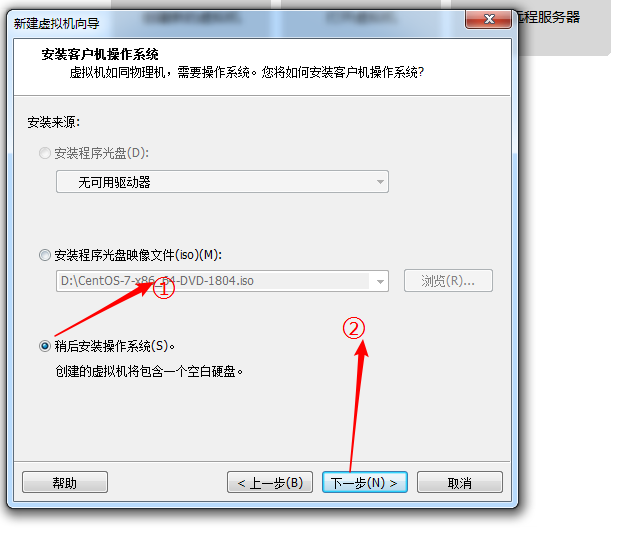 远程服务器
新建虚拟机向导
安装客户机操作系统
虚拟机如同物理机，需要操作系统。您将如何安装客户机操作系统?
安装来源:
安装程序光盘(D):
无可用驱动器
安装程序光盘映像文件(iso)(M):
D:\CentOS-7-x86_64-DVD-1804.iso
浏览(R)...
①
②
稍后安装操作系统(S)。
创建的虚拟机将包含一个空白硬盘。
帮助
< 上一步(B)
下一步(N) >
取消